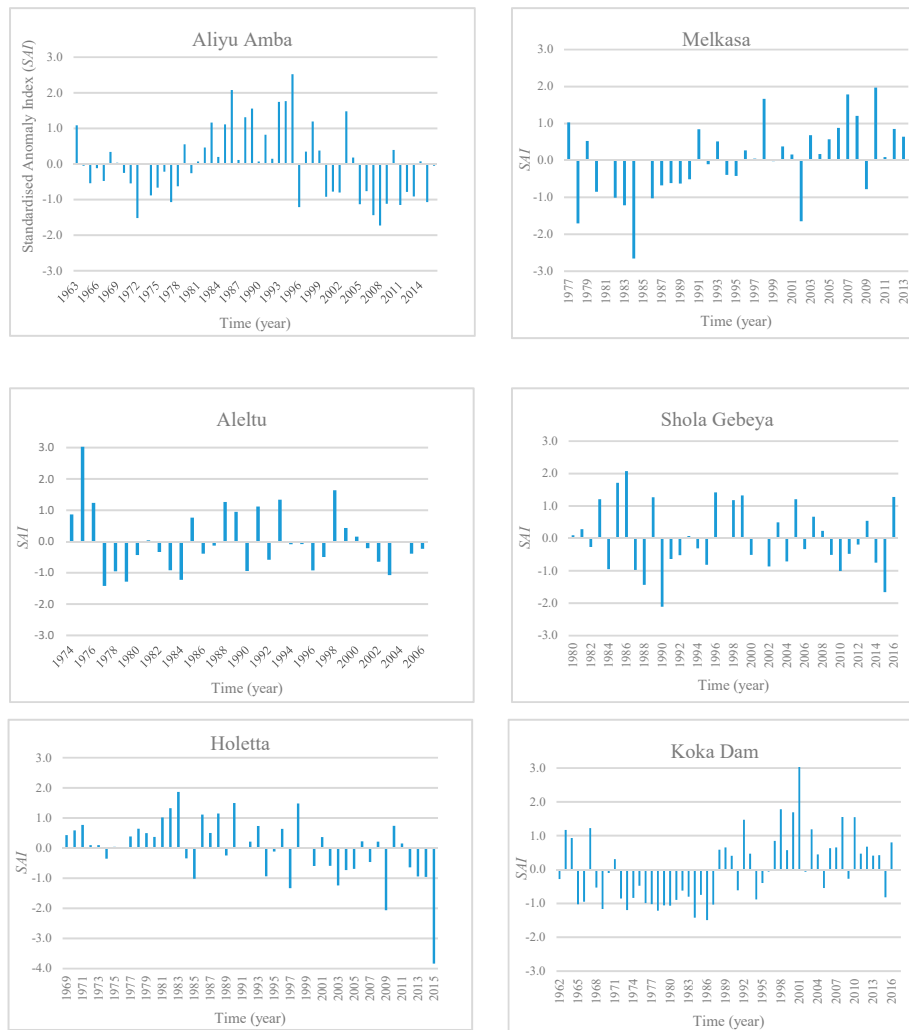 Aliyu Amba
Standardised Anomaly Index (SAI)
3.0
2.0
1.0
0.0
-1.0
-2.0
-3.0
1963 1966 1969 1972 1975 1978 1981 1984 1987 1990 1993 1996 1999 2002 2005 2008 2011 2014
Time (year)
Melkasa
SAI
3.0
2.0
1.0
0.0
-1.0
-2.0
-3.0
1977 1979 1981 1983 1985 1987 1989 1991 1993 1995 1997 1999 2001 2003 2005 2007 2009 2011 2013
Time (year)
Aleltu
SAI
3.0
2.0
1.0
0.0
-1.0
-2.0
-3.0
1974 1976 1978 1980 1982 1984 1986 1988 1990 1992 1994 1996 1998 2000 2002 2004 2006
Time (year)
Shola Gebeya
SAI
3.0
2.0
1.0
0.0
-1.0
-2.0
-3.0
1980 1982 1984 1986 1988 1990 1992 1994 1996 1998 2000 2002 2004 2006 2008 2010 2012 2014 2016
Time (year)
Holetta
SAI
3.0
2.0
1.0
0.0
-1.0
-2.0
-3.0
-4.0
1969 1971 1973 1975 1977 1979 1981 1983 1985 1987 1989 1991 1993 1995 1997 1999 2001 2003 2005 2007 2009 2011 2013 2015
Time (year)
Koka Dam
SAI
3.0
2.0
1.0
0.0
-1.0
-2.0
-3.0
1962 1965 1968 1971 1974 1977 1980 1983 1986 1989 1992 1995 1998 2001 2004 2007 2010 2013 2016
Time (year)